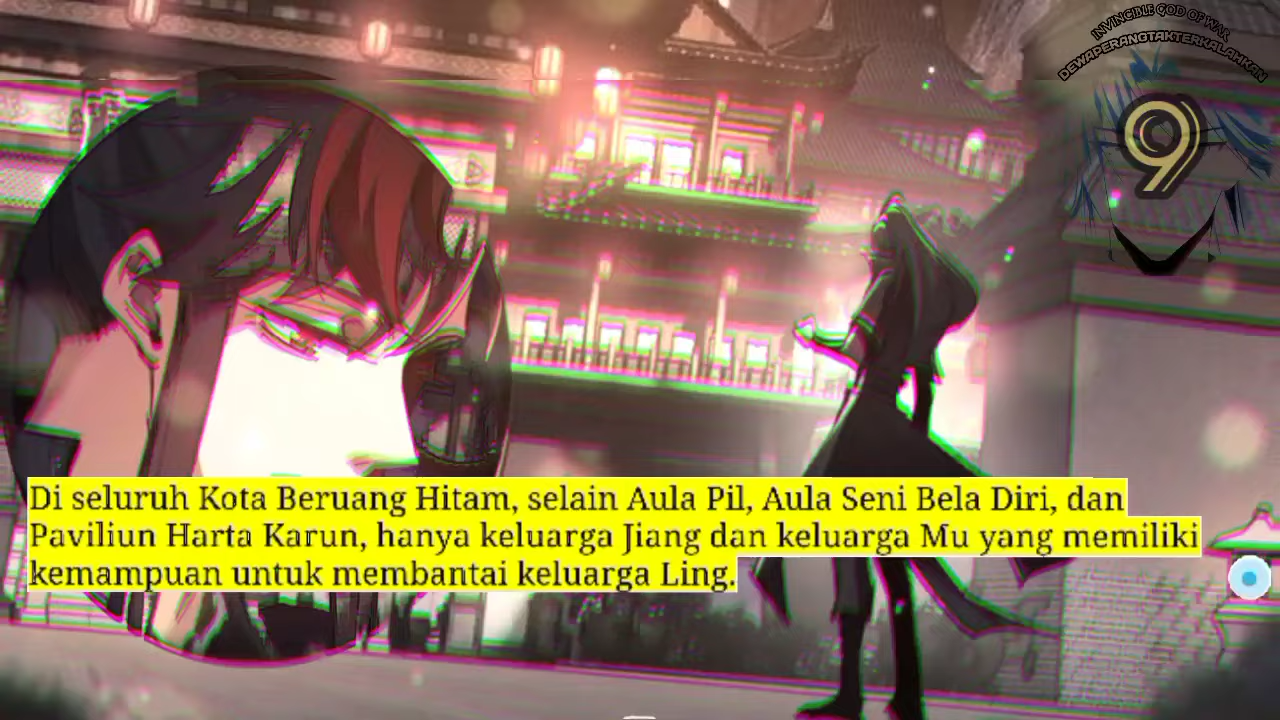 INVINCIBLE GOD OF WAR
DEWAPERANGTAKTERKALAHKAN
9
Di seluruh Kota Beruang Hitam, selain Aula Pil, Aula Seni Bela Diri, dan
Paviliun Harta Karun, hanya keluarga Jiang dan keluarga Mu yang memiliki
kemampuan untuk membantai keluarga Ling.